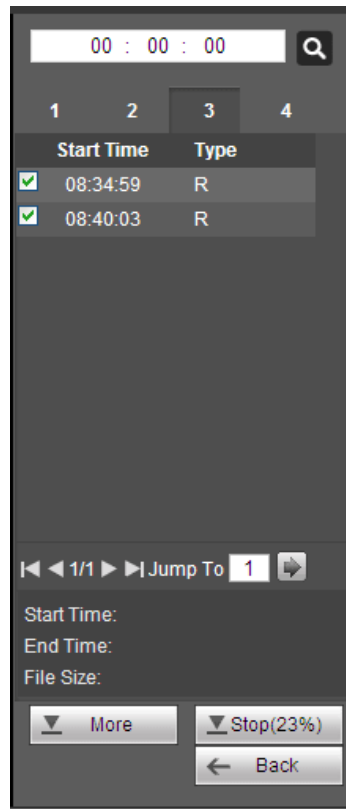 00 : 00 : 00
1 2 3 4
Start Time Type
08:34:59 R
08:40:03 R
1/1 Jump To 1
Start Time:
End Time:
File Size:
More Stop(23%)
Back